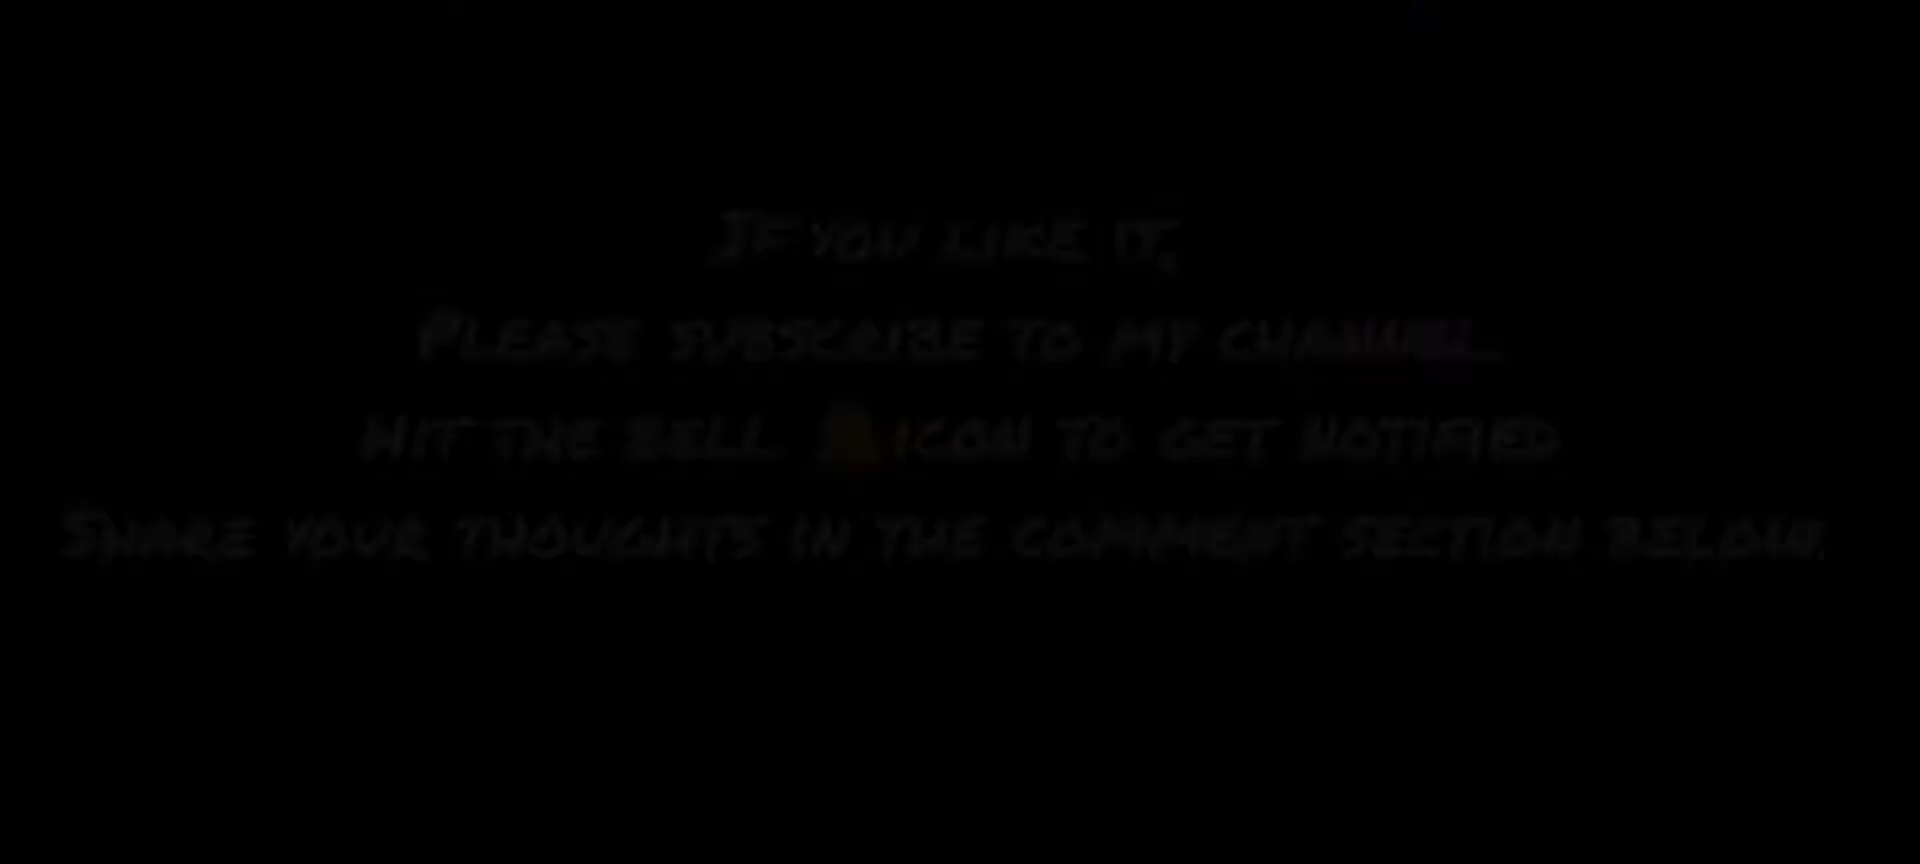 If you like it,
Please subscribe to my channel.
Hit the bell 🔔 icon to get notified
Share your thoughts in the comment section below.